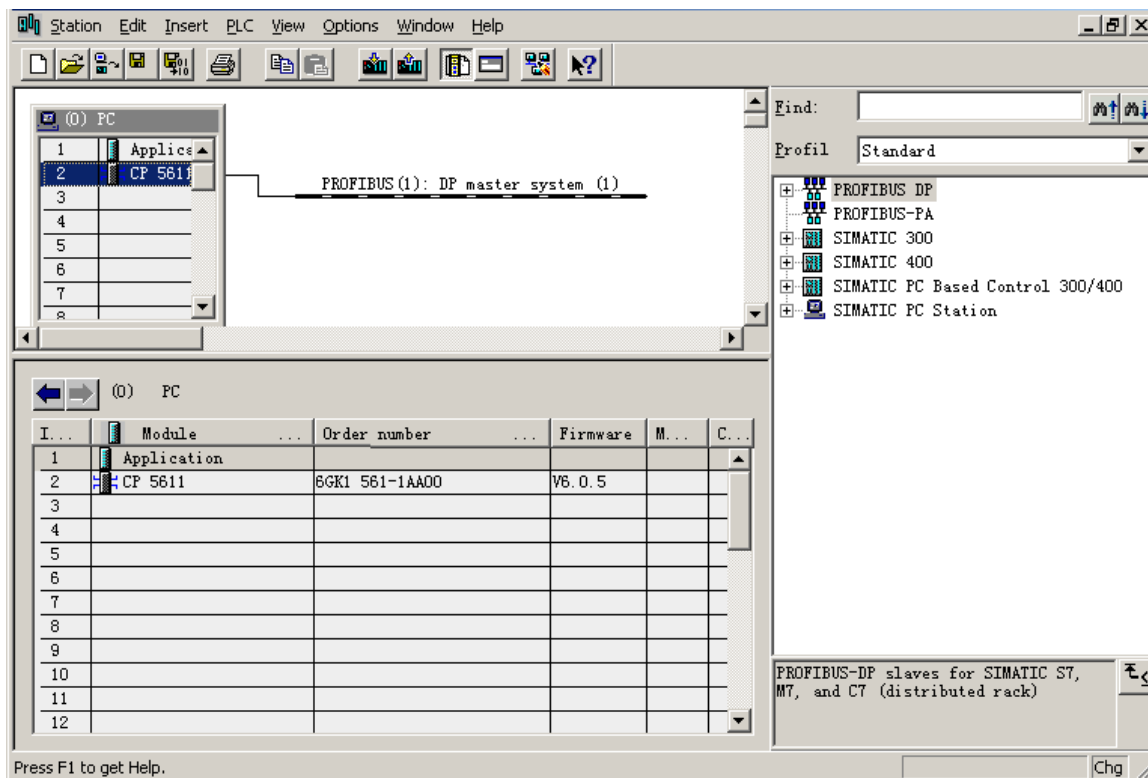 Station Edit Insert PLC View Options Window Help
(0) PC
1 Applica
2 CP 5611
3
4
5
6
7
8
PROFIBUS(1): DP master system (1)
Find:
Profil Standard
PROFIBUS DP
PROFIBUS-PA
SIMATIC 300
SIMATIC 400
SIMATIC PC Based Control 300/400
SIMATIC PC Station
(0) PC
I... Module ... Order number ... Firmware M... C...
1 Application
2 CP 5611 6GK1 561-1AA00 V6.0.5
3
4
5
6
7
8
9
10
11
12
PROFIBUS-DP slaves for SIMATIC S7,
M7, and C7 (distributed rack)
Press F1 to get Help.
Chg